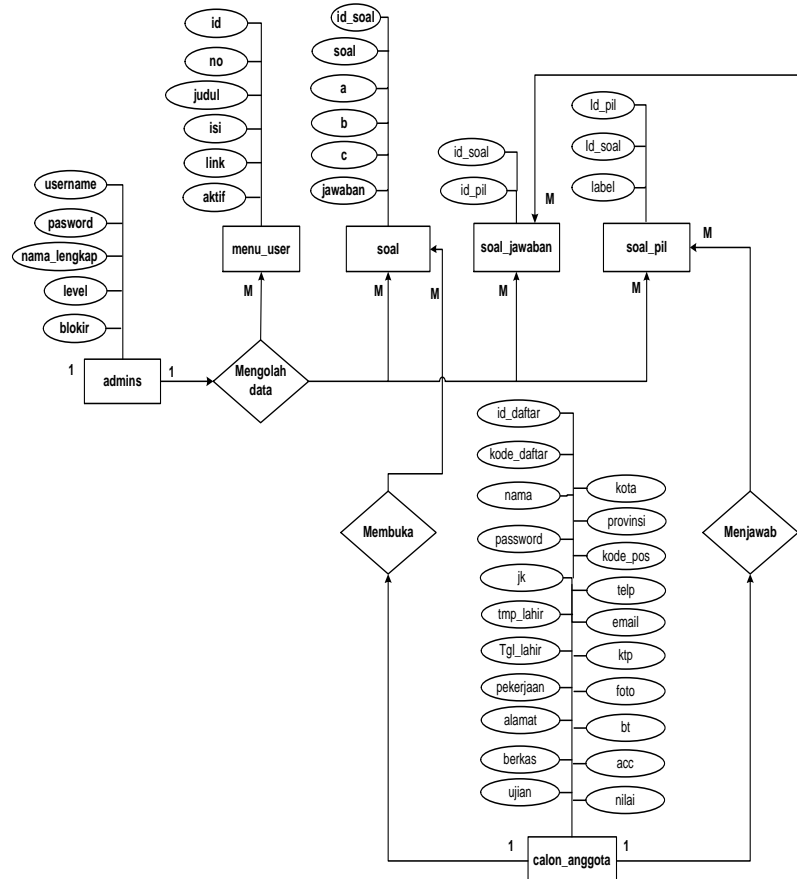 id
no
judul
isi
link
aktif
id_soal
soal
a
b
c
jawaban
id_soal
id_pil
Id_pil
Id_soal
label
username
pasword
nama_lengkap
level
blokir
menu_user
soal
soal_jawaban
soal_pil
M
M
M
M
M
M
M
1
admins
1
Mengolah
data
id_daftar
kode_daftar
nama
password
jk
tmp_lahir
Tgl_lahir
pekerjaan
alamat
berkas
ujian
kota
provinsi
kode_pos
telp
email
ktp
foto
bt
acc
nilai
Membuka
Menjawab
1
calon_anggota
1